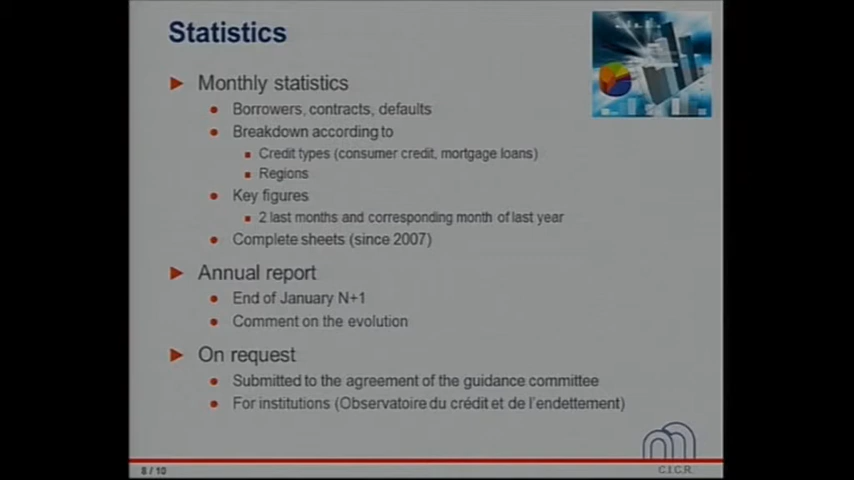 Statistics
Monthly statistics
Borrowers, contracts, defaults
Breakdown according to
Credit types (consumer credit, mortgage loans)
Regions
Key figures
2 last months and corresponding month of last year
Complete sheets (since 2007)
Annual report
End of January N+1
Comment on the evolution
On request
Submitted to the agreement of the guidance committee
For institutions (Observatoire du crédit et de l'endettement)
8 / 10
C.I.C.R.